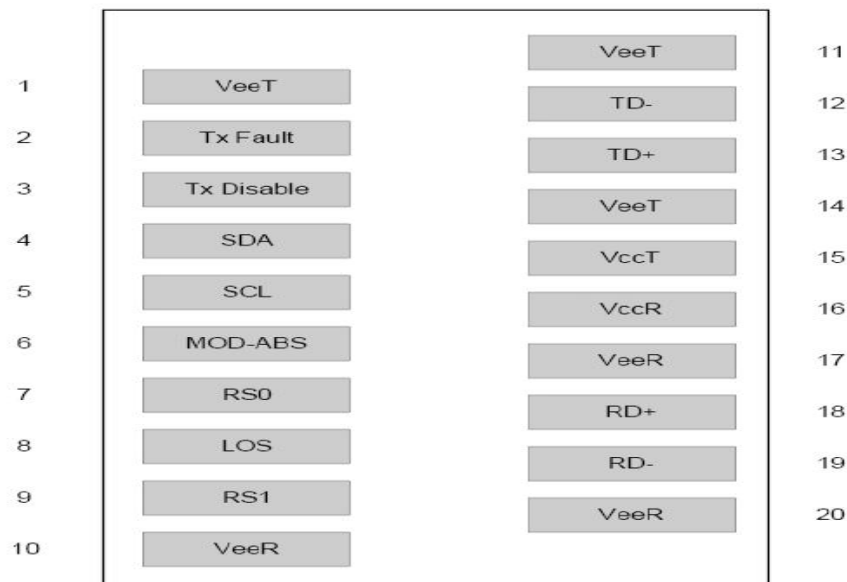 VeeT 11
1 VeeT
TD- 12
2 Tx Fault
TD+ 13
3 Tx Disable
VeeT 14
4 SDA
VccT 15
5 SCL
VccR 16
6 MOD-ABS
VeeR 17
7 RS0
RD+ 18
8 LOS
RD- 19
9 RS1
VeeR 20
10 VeeR